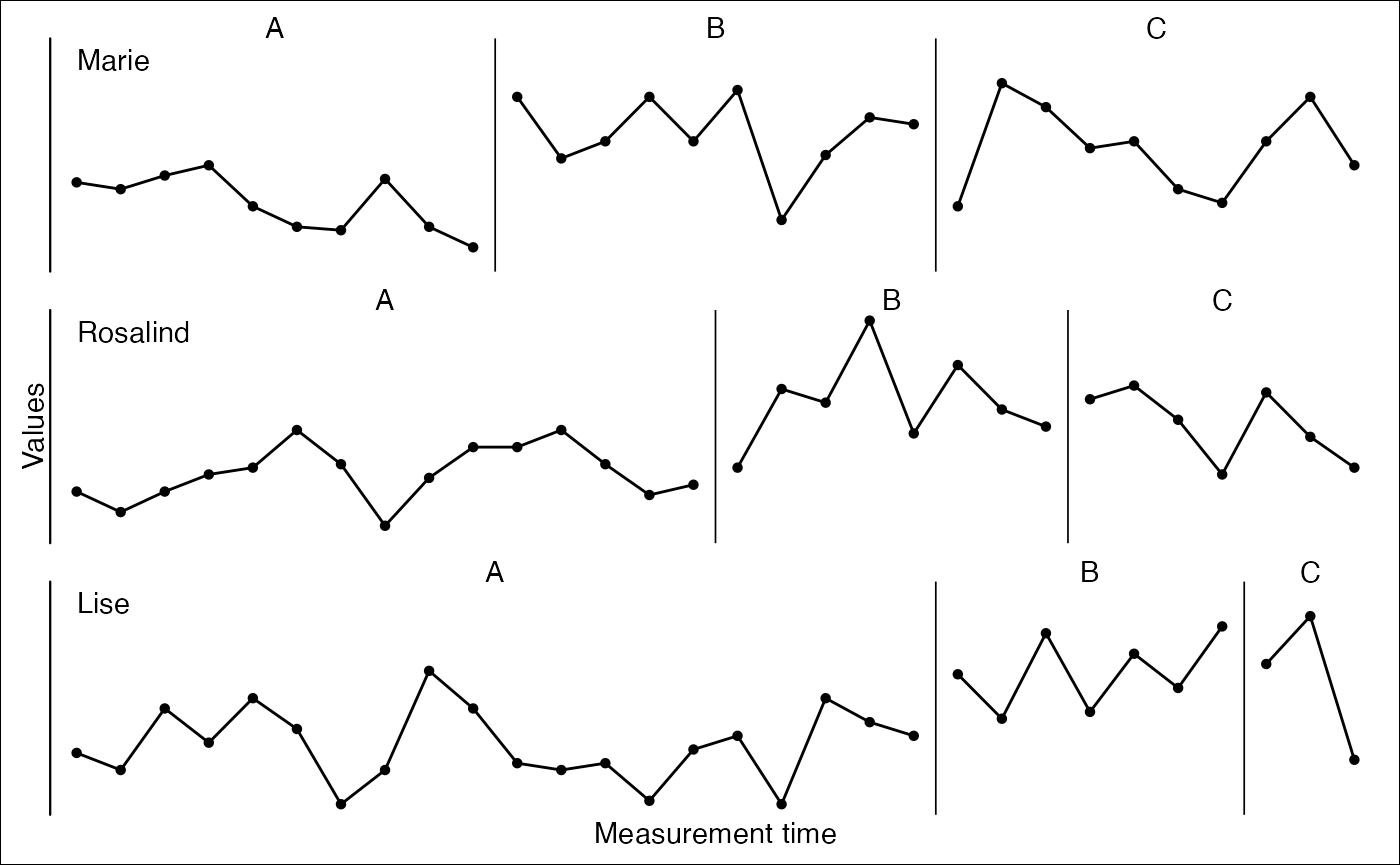 A B C
Marie
A B C
Rosalind
Values
A B C
Lise
Measurement time